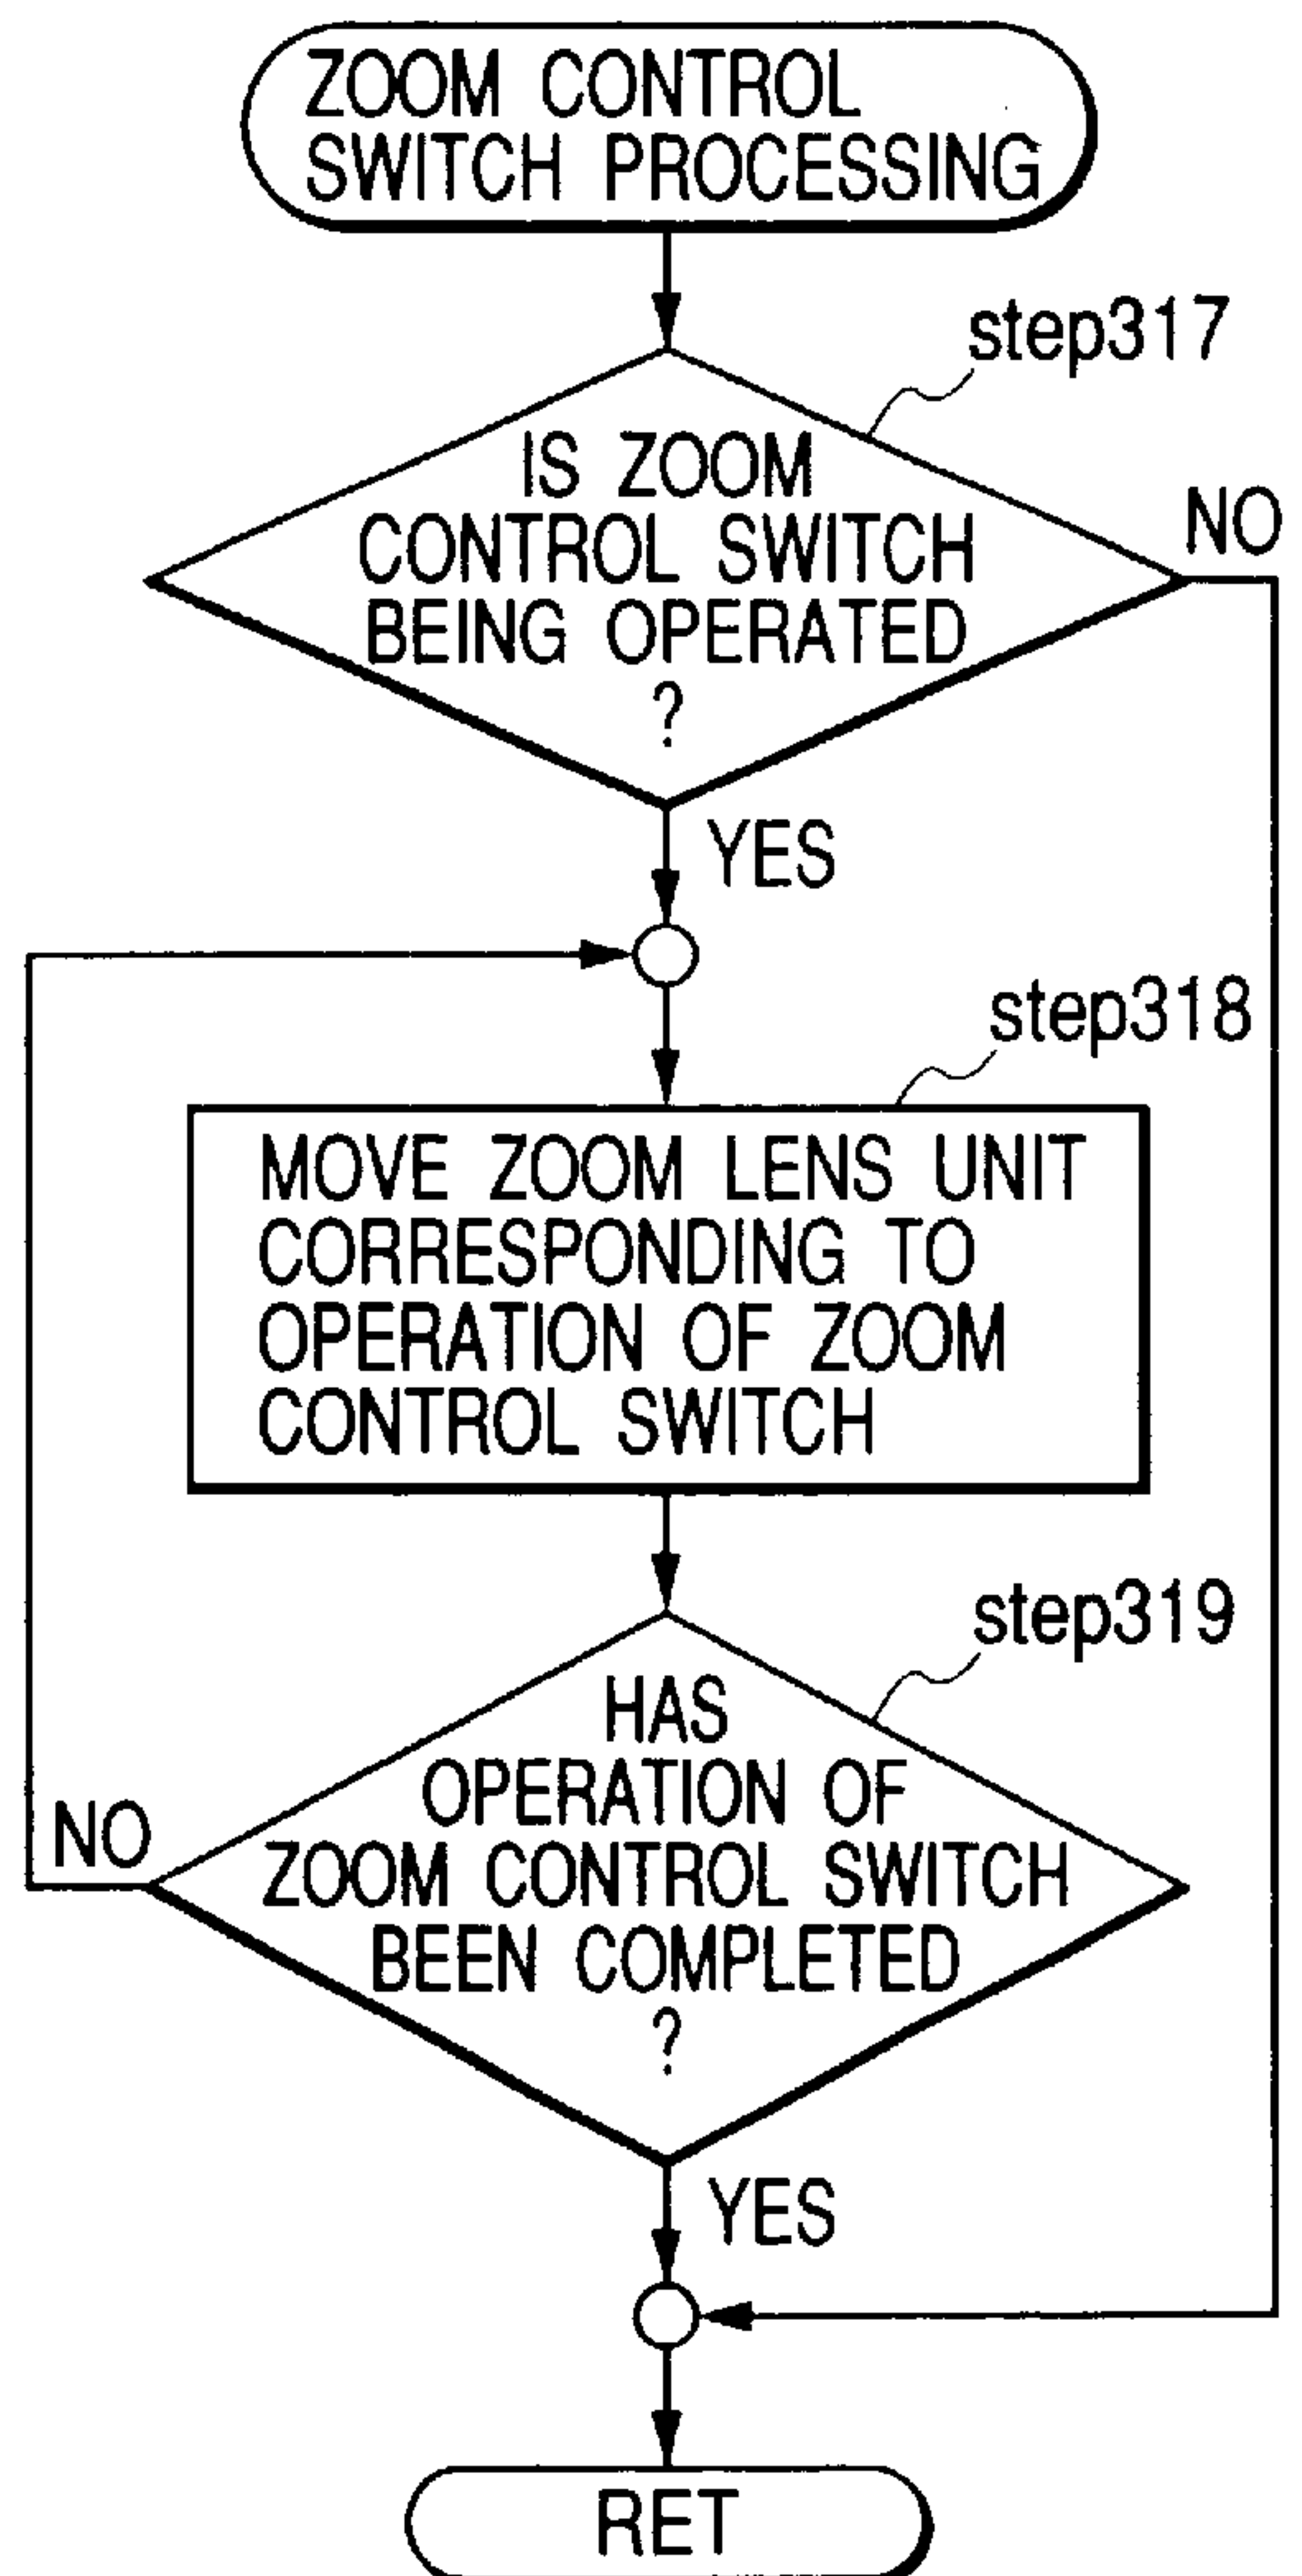 ZOOM CONTROL
SWITCH PROCESSING
step317
IS ZOOM
CONTROL SWITCH
BEING OPERATED
?
NO
YES
step318
MOVE ZOOM LENS UNIT
CORRESPONDING TO
OPERATION OF ZOOM
CONTROL SWITCH
step319
HAS
OPERATION OF
ZOOM CONTROL SWITCH
BEEN COMPLETED
?
NO
YES
RET